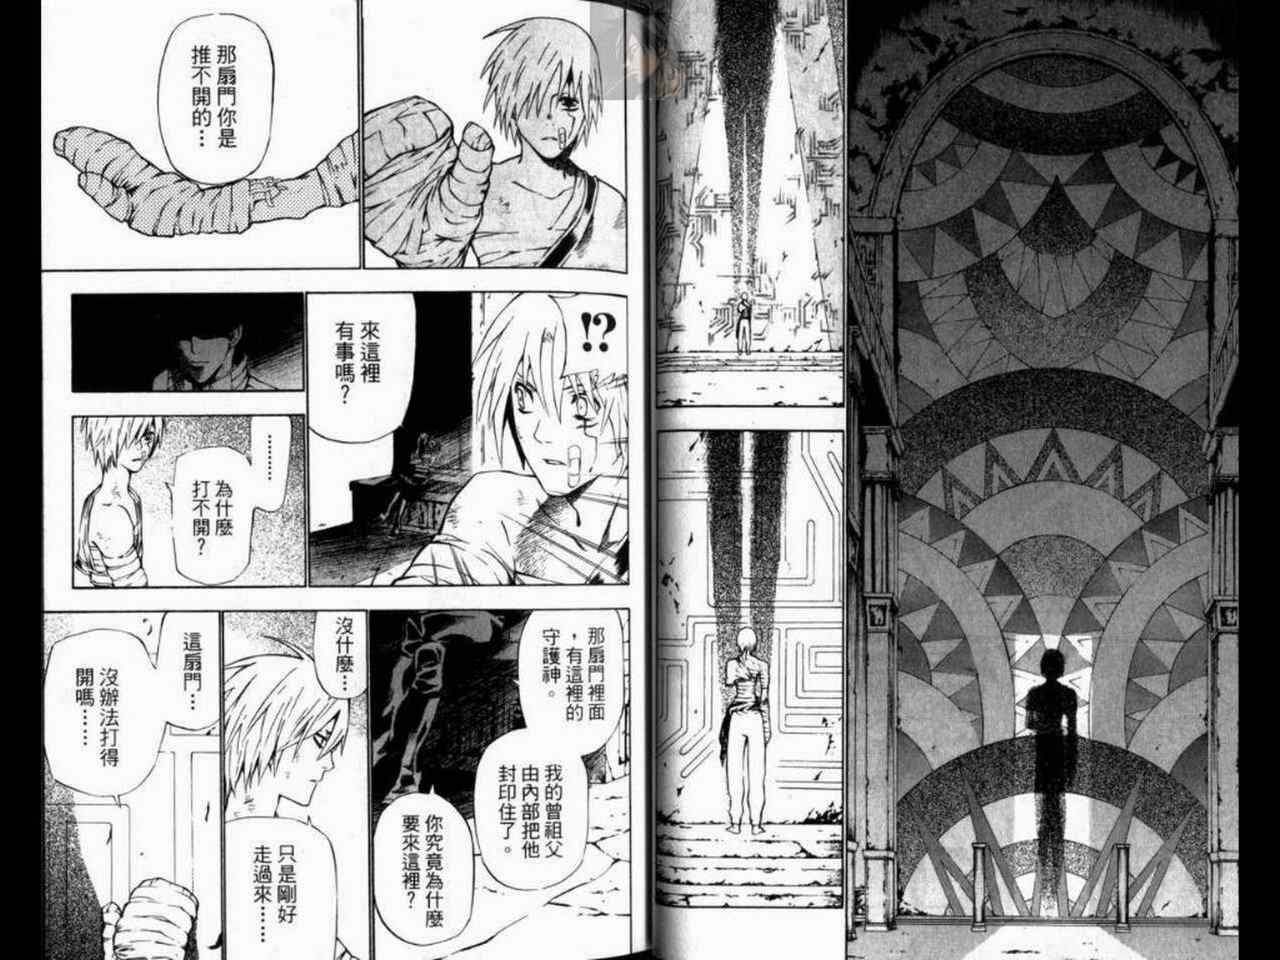 那扇門你是
推不開的…
!?
來這裡
有事嗎？
………
為什麼
打不開？
那扇門裡面
，有這裡的
守護神。
我的曾祖父
由內部把他
封印住了。
你究竟為什麼
要來這裡？
沒什麼…
只是剛好
走過來……
這扇門…
沒辦法打得
開嗎……